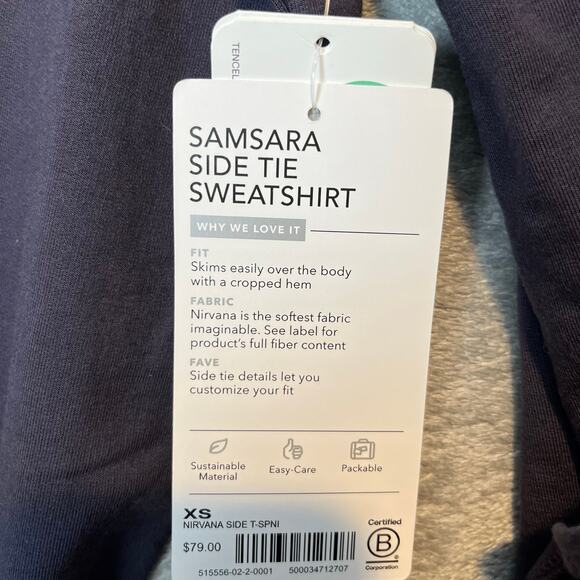 TENCEL
SAMSARA
SIDE TIE
SWEATSHIRT
WHY WE LOVE IT
FIT
Skims easily over the body
with a cropped hem
FABRIC
Nirvana is the softest fabric
imaginable. See label for
product's full fiber content
FAVE
Side tie details let you
customize your fit
Sustainable
Material
Easy-Care
Packable
XS
NIRVANA SIDE T-SPNI
$79.00
515556-02-2-0001 500034712707
Certified
B
Corporation